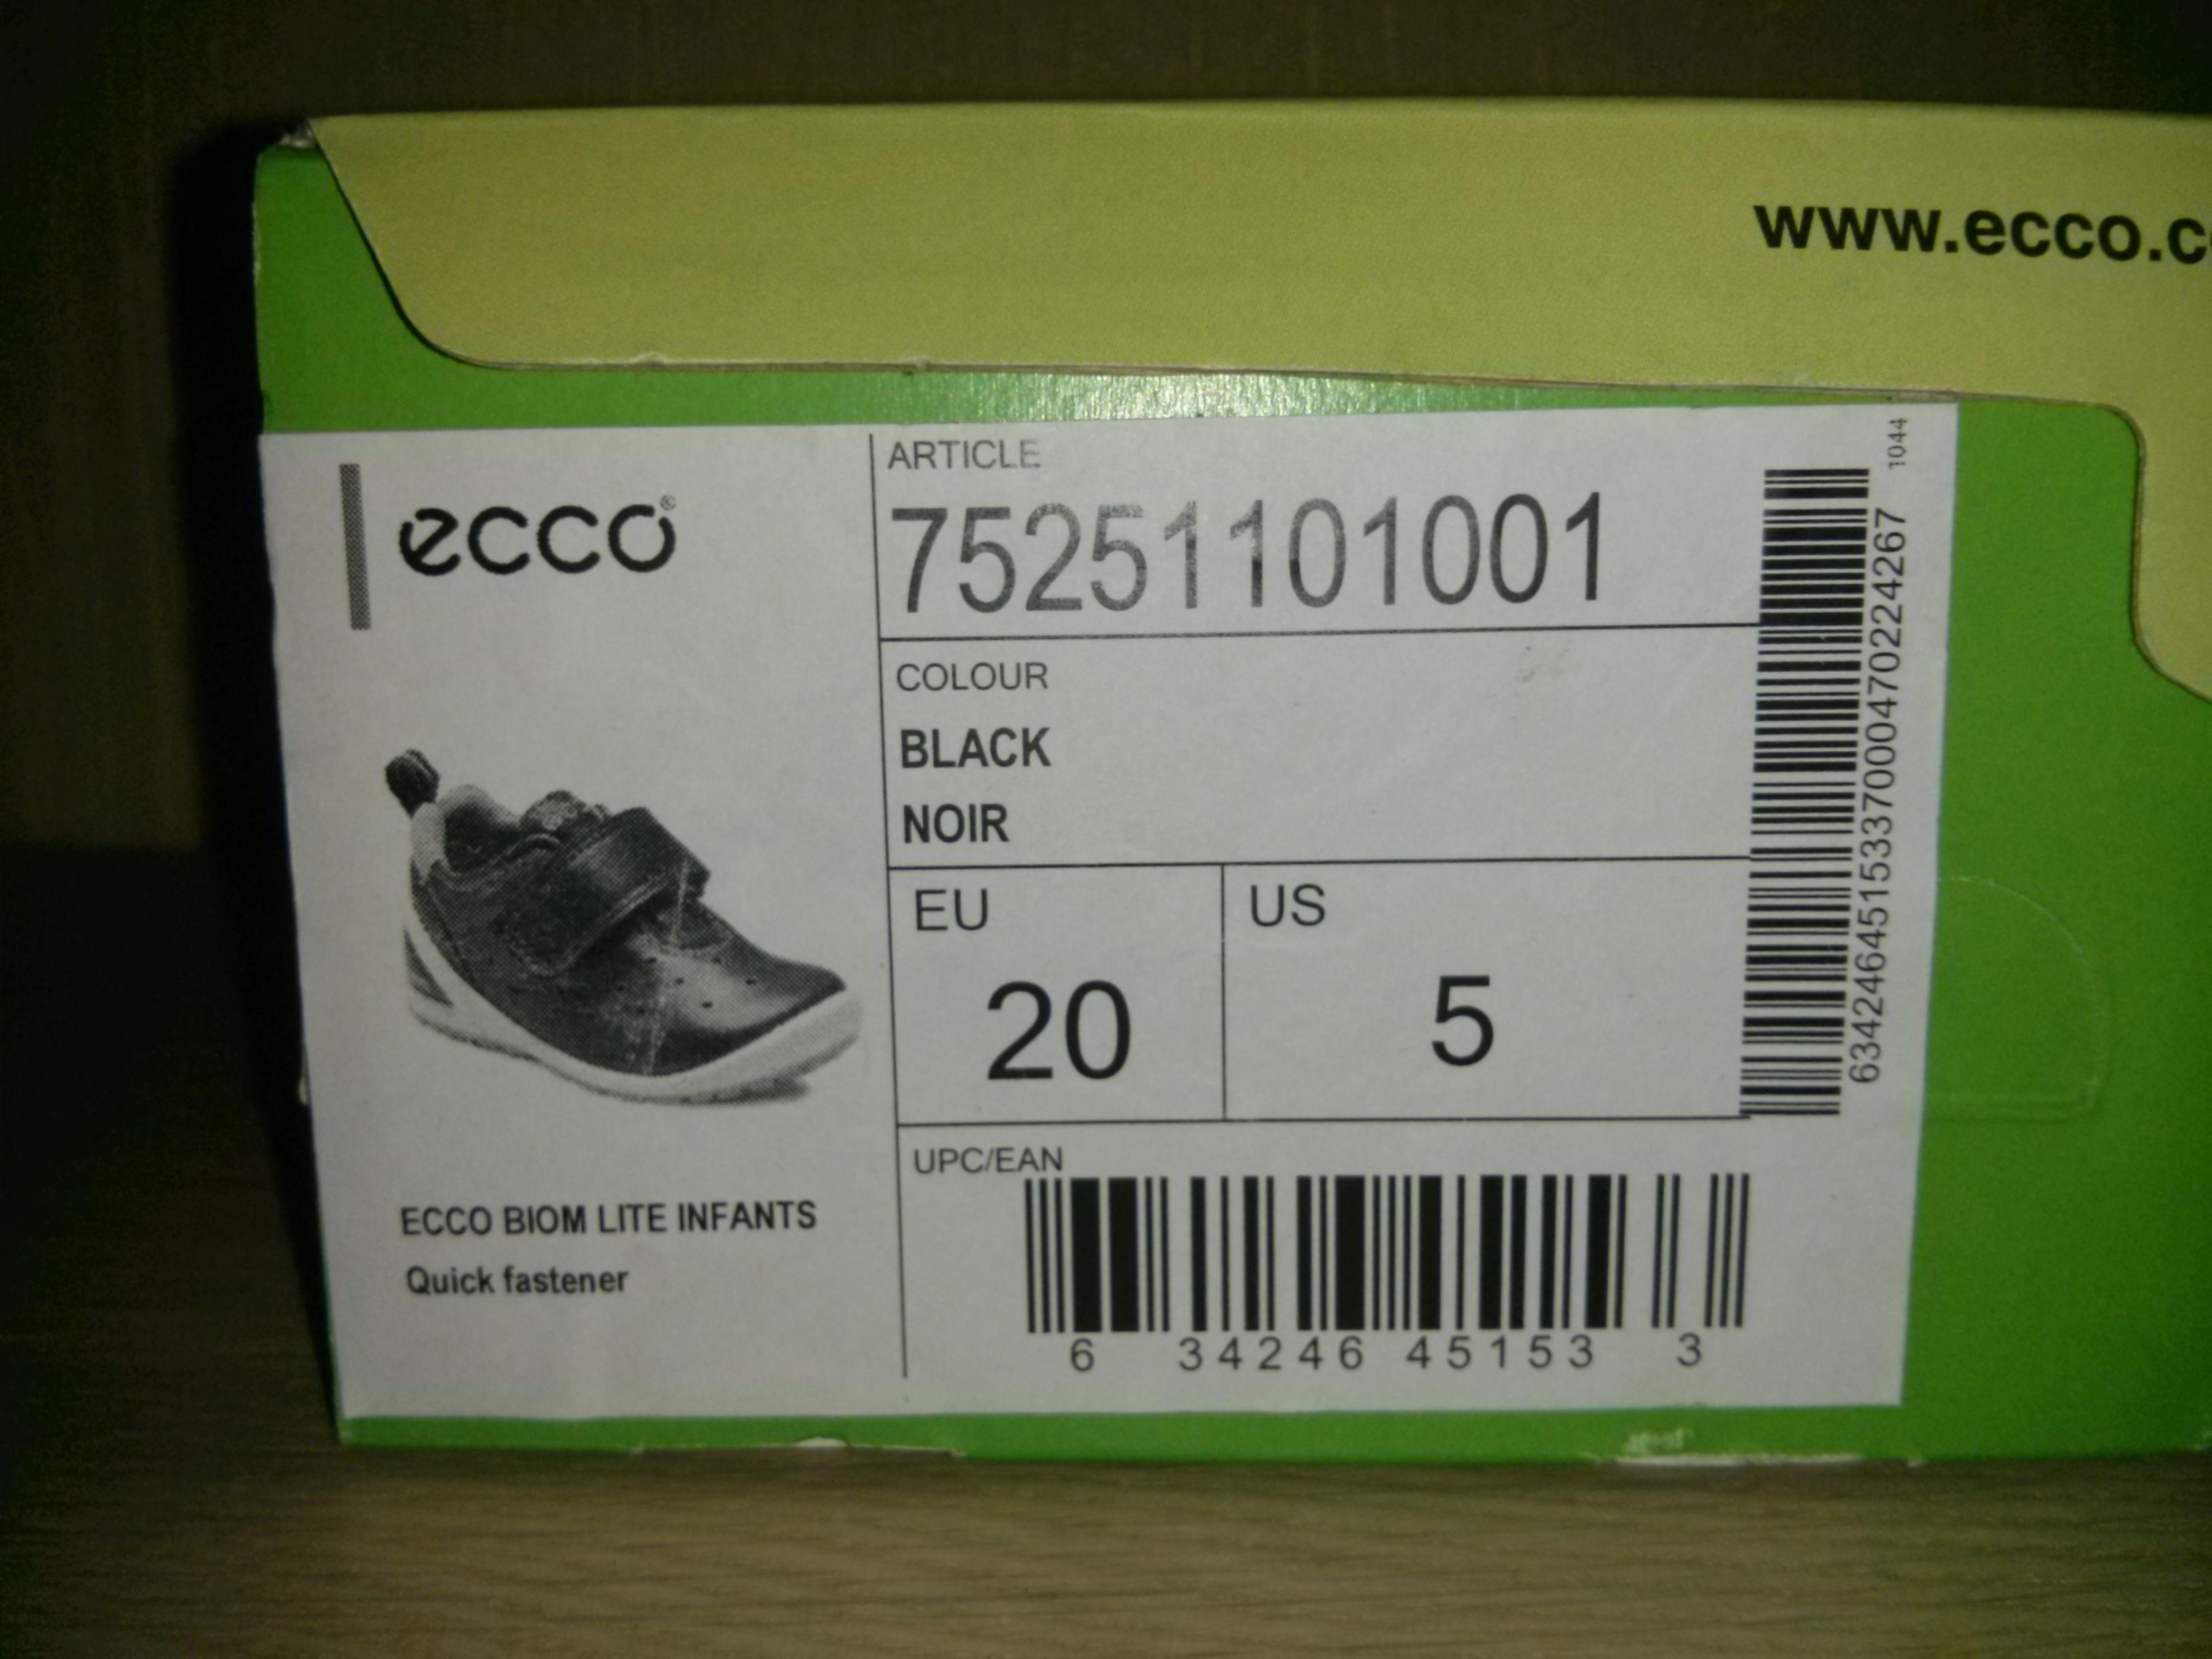 www.ecco.c
ecco®
ARTICLE
75251101001
COLOUR
BLACK
NOIR
EU
20
US
5
UPC/EAN
6 34246 45153 3
ECCO BIOM LITE INFANTS
Quick fastener
1044
6342464515337000470224267